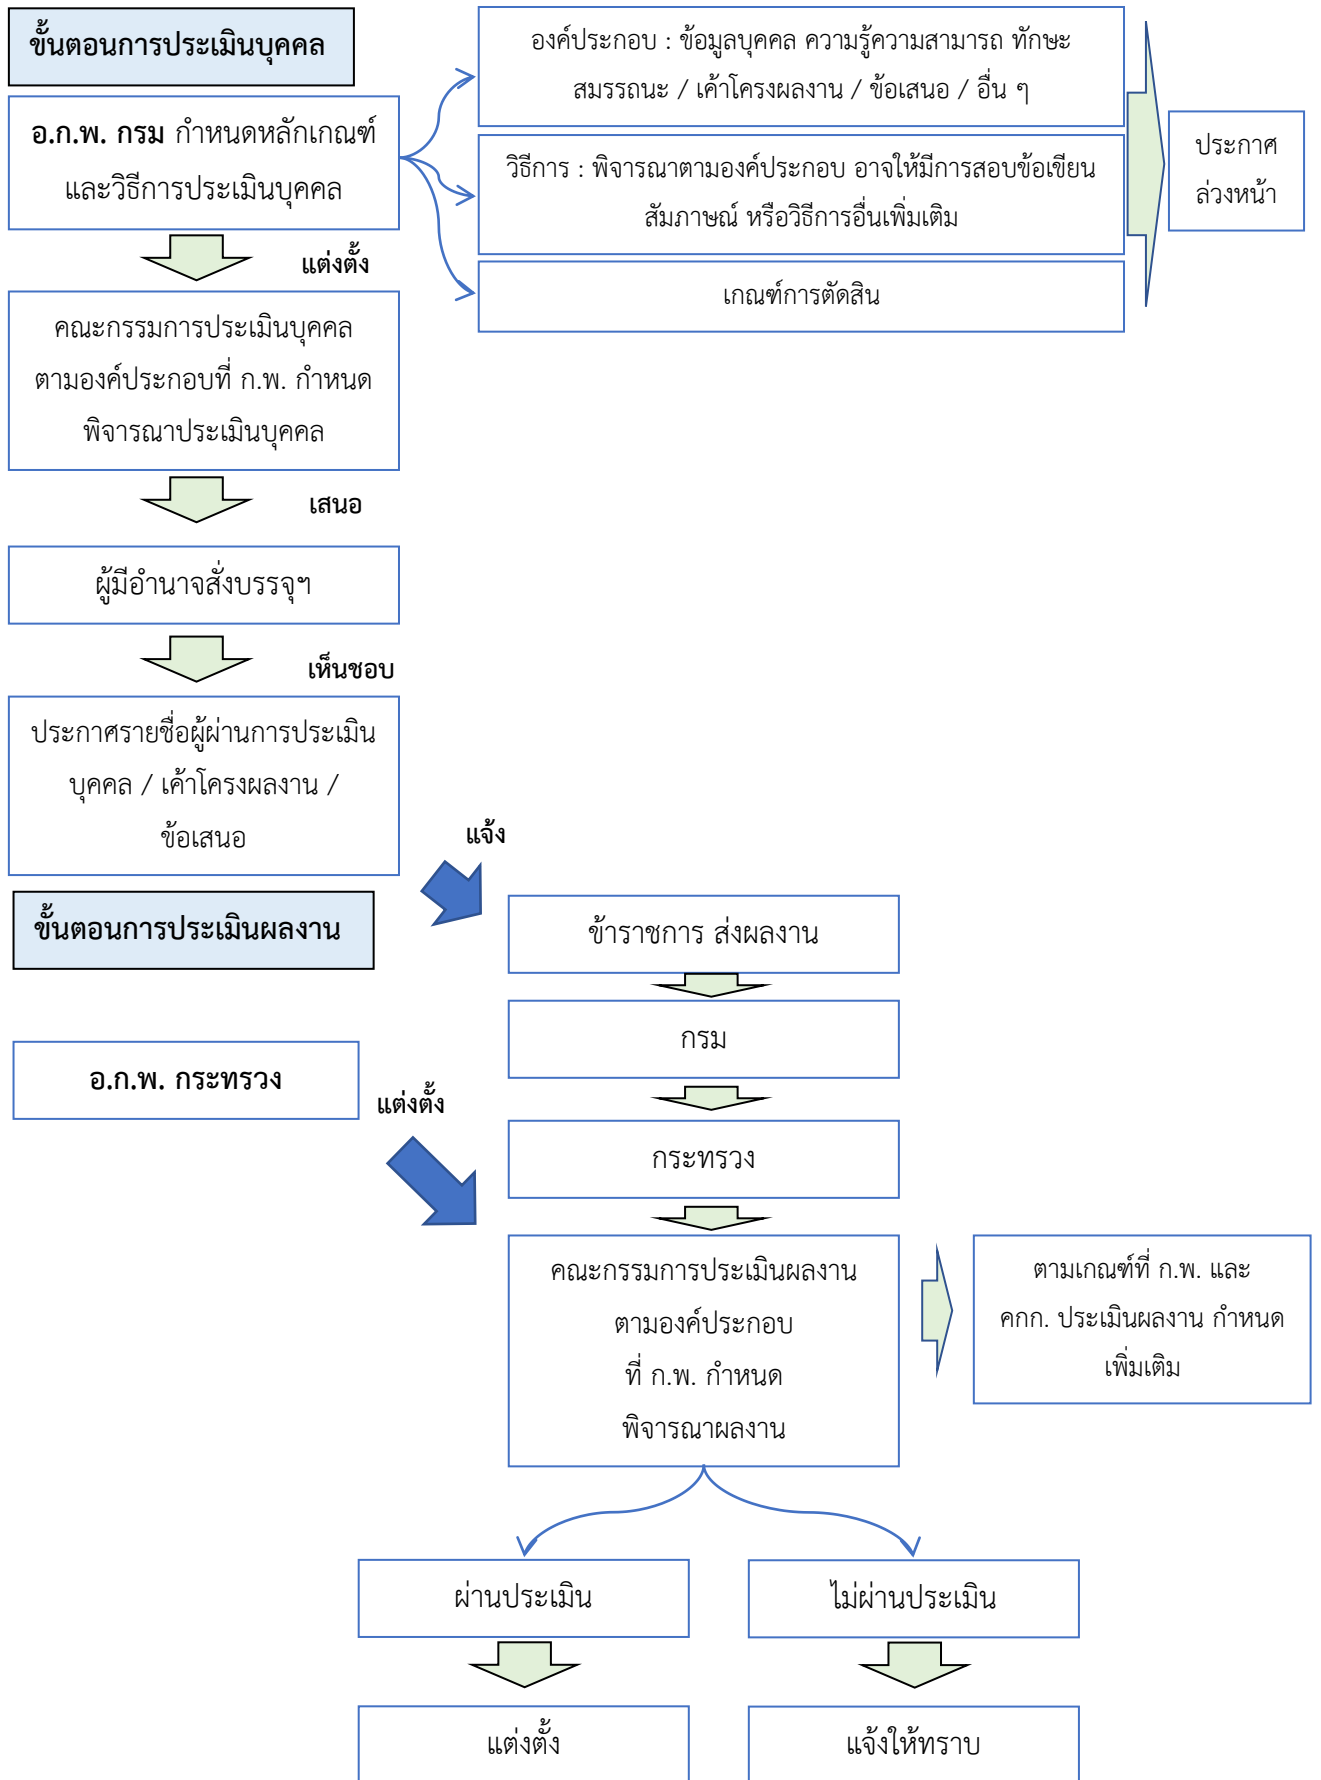 ขั้นตอนการประเมินบุคคล
อ.ก.พ. กรม กำหนดหลักเกณฑ์
และวิธีการประเมินบุคคล
องค์ประกอบ : ข้อมูลบุคคล ความรู้ความสามารถ ทักษะ
สมรรถนะ / เค้าโครงผลงาน / ข้อเสนอ / อื่น ๆ
วิธีการ : พิจารณาตามองค์ประกอบ อาจให้มีการสอบข้อเขียน
สัมภาษณ์ หรือวิธีการอื่นเพิ่มเติม
เกณฑ์การตัดสิน
ประกาศ
ล่วงหน้า
แต่งตั้ง
คณะกรรมการประเมินบุคคล
ตามองค์ประกอบที่ ก.พ. กำหนด
พิจารณาประเมินบุคคล
เสนอ
ผู้มีอำนาจสั่งบรรจุฯ
เห็นชอบ
ประกาศรายชื่อผู้ผ่านการประเมิน
บุคคล / เค้าโครงผลงาน /
ข้อเสนอ
แจ้ง
ขั้นตอนการประเมินผลงาน
ข้าราชการ ส่งผลงาน
กรม
อ.ก.พ. กระทรวง
แต่งตั้ง
กระทรวง
คณะกรรมการประเมินผลงาน
ตามองค์ประกอบ
ที่ ก.พ. กำหนด
พิจารณาผลงาน
ตามเกณฑ์ที่ ก.พ. และ
คกก. ประเมินผลงาน กำหนด
เพิ่มเติม
ผ่านประเมิน
ไม่ผ่านประเมิน
แต่งตั้ง
แจ้งให้ทราบ